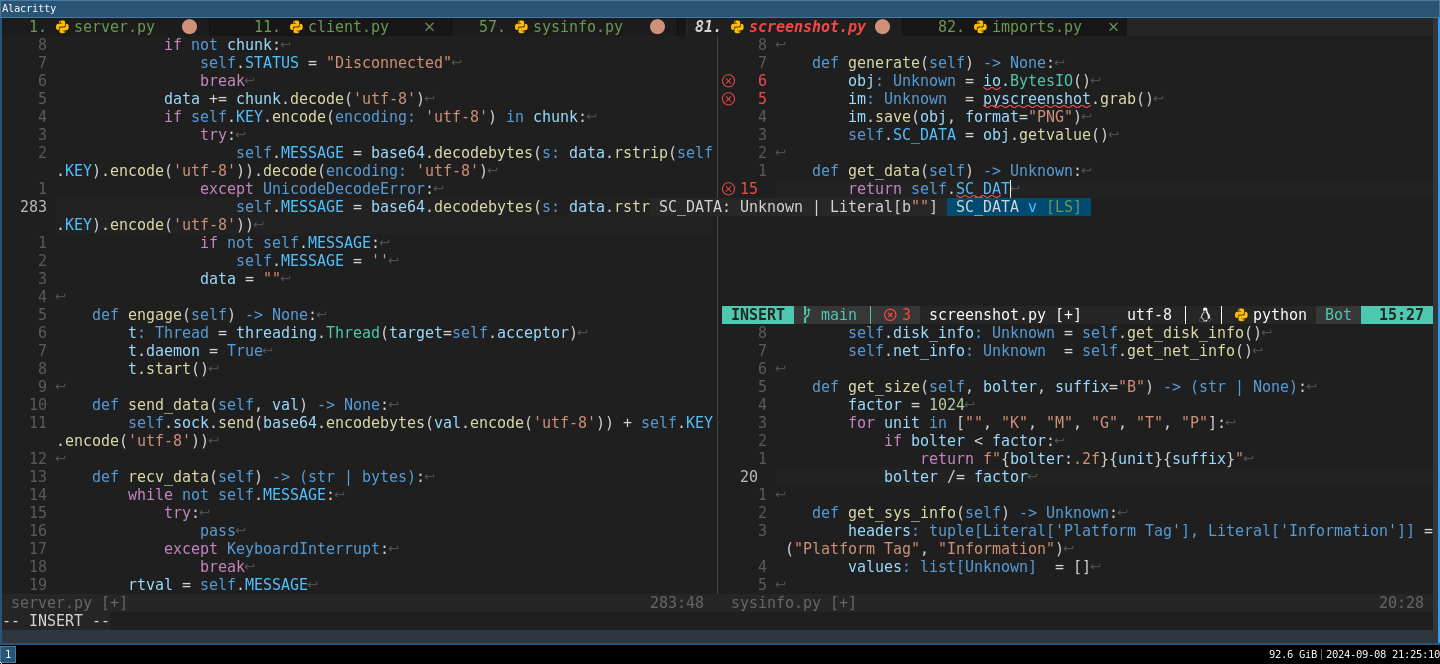 Alacritty
1. server.py 11. client.py × 57. sysinfo.py 81. screenshot.py 82. imports.py ×
8 if not chunk:↩
7 self.STATUS = "Disconnected"↩
6 break↩
5 data += chunk.decode('utf-8')↩
4 if self.KEY.encode(encoding: 'utf-8') in chunk:↩
3 try:↩
2 self.MESSAGE = base64.decodebytes(s: data.rstrip(self
.KEY).encode('utf-8')).decode(encoding: 'utf-8')↩
1 except UnicodeDecodeError:↩
283 self.MESSAGE = base64.decodebytes(s: data.rstr
.KEY).encode('utf-8'))↩
1 if not self.MESSAGE:↩
2 self.MESSAGE = ''↩
3 data = ""↩
4 ↩
5 def engage(self) -> None:↩
6 t: Thread = threading.Thread(target=self.acceptor)↩
7 t.daemon = True↩
8 t.start()↩
9 ↩
10 def send_data(self, val) -> None:↩
11 self.sock.send(base64.encodebytes(val.encode('utf-8')) + self.KEY
.encode('utf-8'))↩
12 ↩
13 def recv_data(self) -> (str | bytes):↩
14 while not self.MESSAGE:↩
15 try:↩
16 pass↩
17 except KeyboardInterrupt:↩
18 break↩
19 rtval = self.MESSAGE↩
server.py [+] 283:48
8 ↩
7 def generate(self) -> None:↩
6 obj: Unknown = io.BytesIO()↩
5 im: Unknown = pyscreenshot.grab()↩
4 im.save(obj, format="PNG")↩
3 self.SC_DATA = obj.getvalue()↩
2 ↩
1 def get_data(self) -> Unknown:↩
15 return self.SC_DAT↩
SC_DATA: Unknown | Literal[b""] SC_DATA v [LS]
INSERT main 3 screenshot.py [+] utf-8 python Bot 15:27
8 self.disk_info: Unknown = self.get_disk_info()↩
7 self.net_info: Unknown = self.get_net_info()↩
6 ↩
5 def get_size(self, bolter, suffix="B") -> (str | None):↩
4 factor = 1024↩
3 for unit in ["", "K", "M", "G", "T", "P"]:↩
2 if bolter < factor:↩
1 return f"{bolter:.2f}{unit}{suffix}"↩
20 bolter /= factor↩
1 ↩
2 def get_sys_info(self) -> Unknown:↩
3 headers: tuple[Literal['Platform Tag'], Literal['Information']] =
("Platform Tag", "Information")↩
4 values: list[Unknown] = []↩
5 ↩
sysinfo.py [+] 20:28
-- INSERT --
1 92.6 GiB 2024-09-08 21:25:10